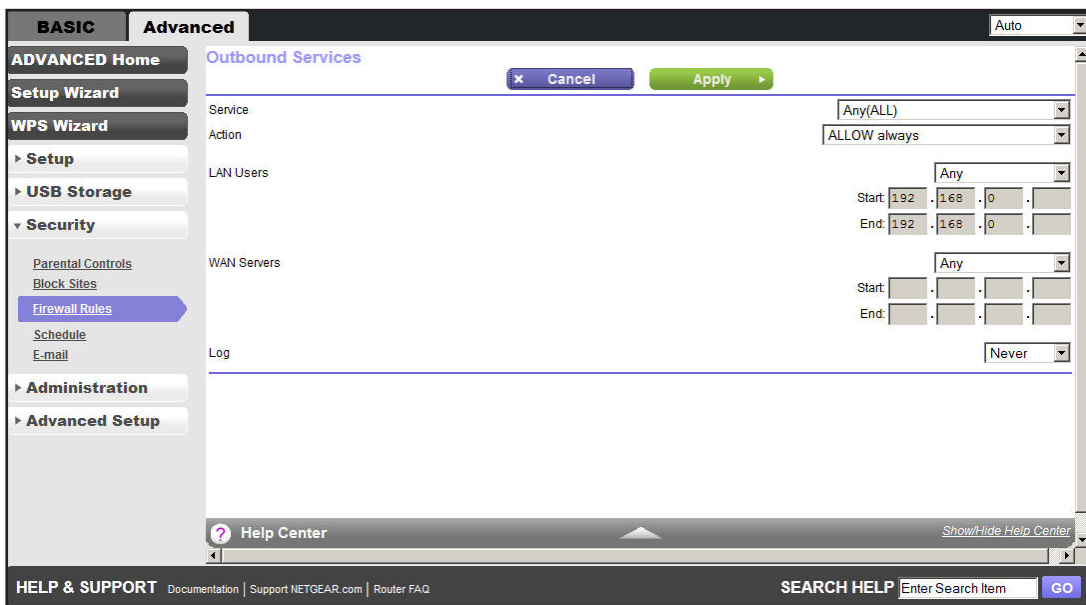 BASIC
Advanced
Auto
ADVANCED Home
Setup Wizard
WPS Wizard
Setup
USB Storage
Security
Parental Controls
Block Sites
Firewall Rules
Schedule
E-mail
Administration
Advanced Setup
Outbound Services
× Cancel
Apply
Service
Any(ALL)
Action
ALLOW always
LAN Users
Any
Start: 192 . 168 . 0 .
End: 192 . 168 . 0 .
WAN Servers
Any
Start: . . .
End: . . .
Log
Never
? Help Center
Show/Hide Help Center
HELP & SUPPORT Documentation | Support NETGEAR.com | Router FAQ
SEARCH HELP Enter Search Item GO